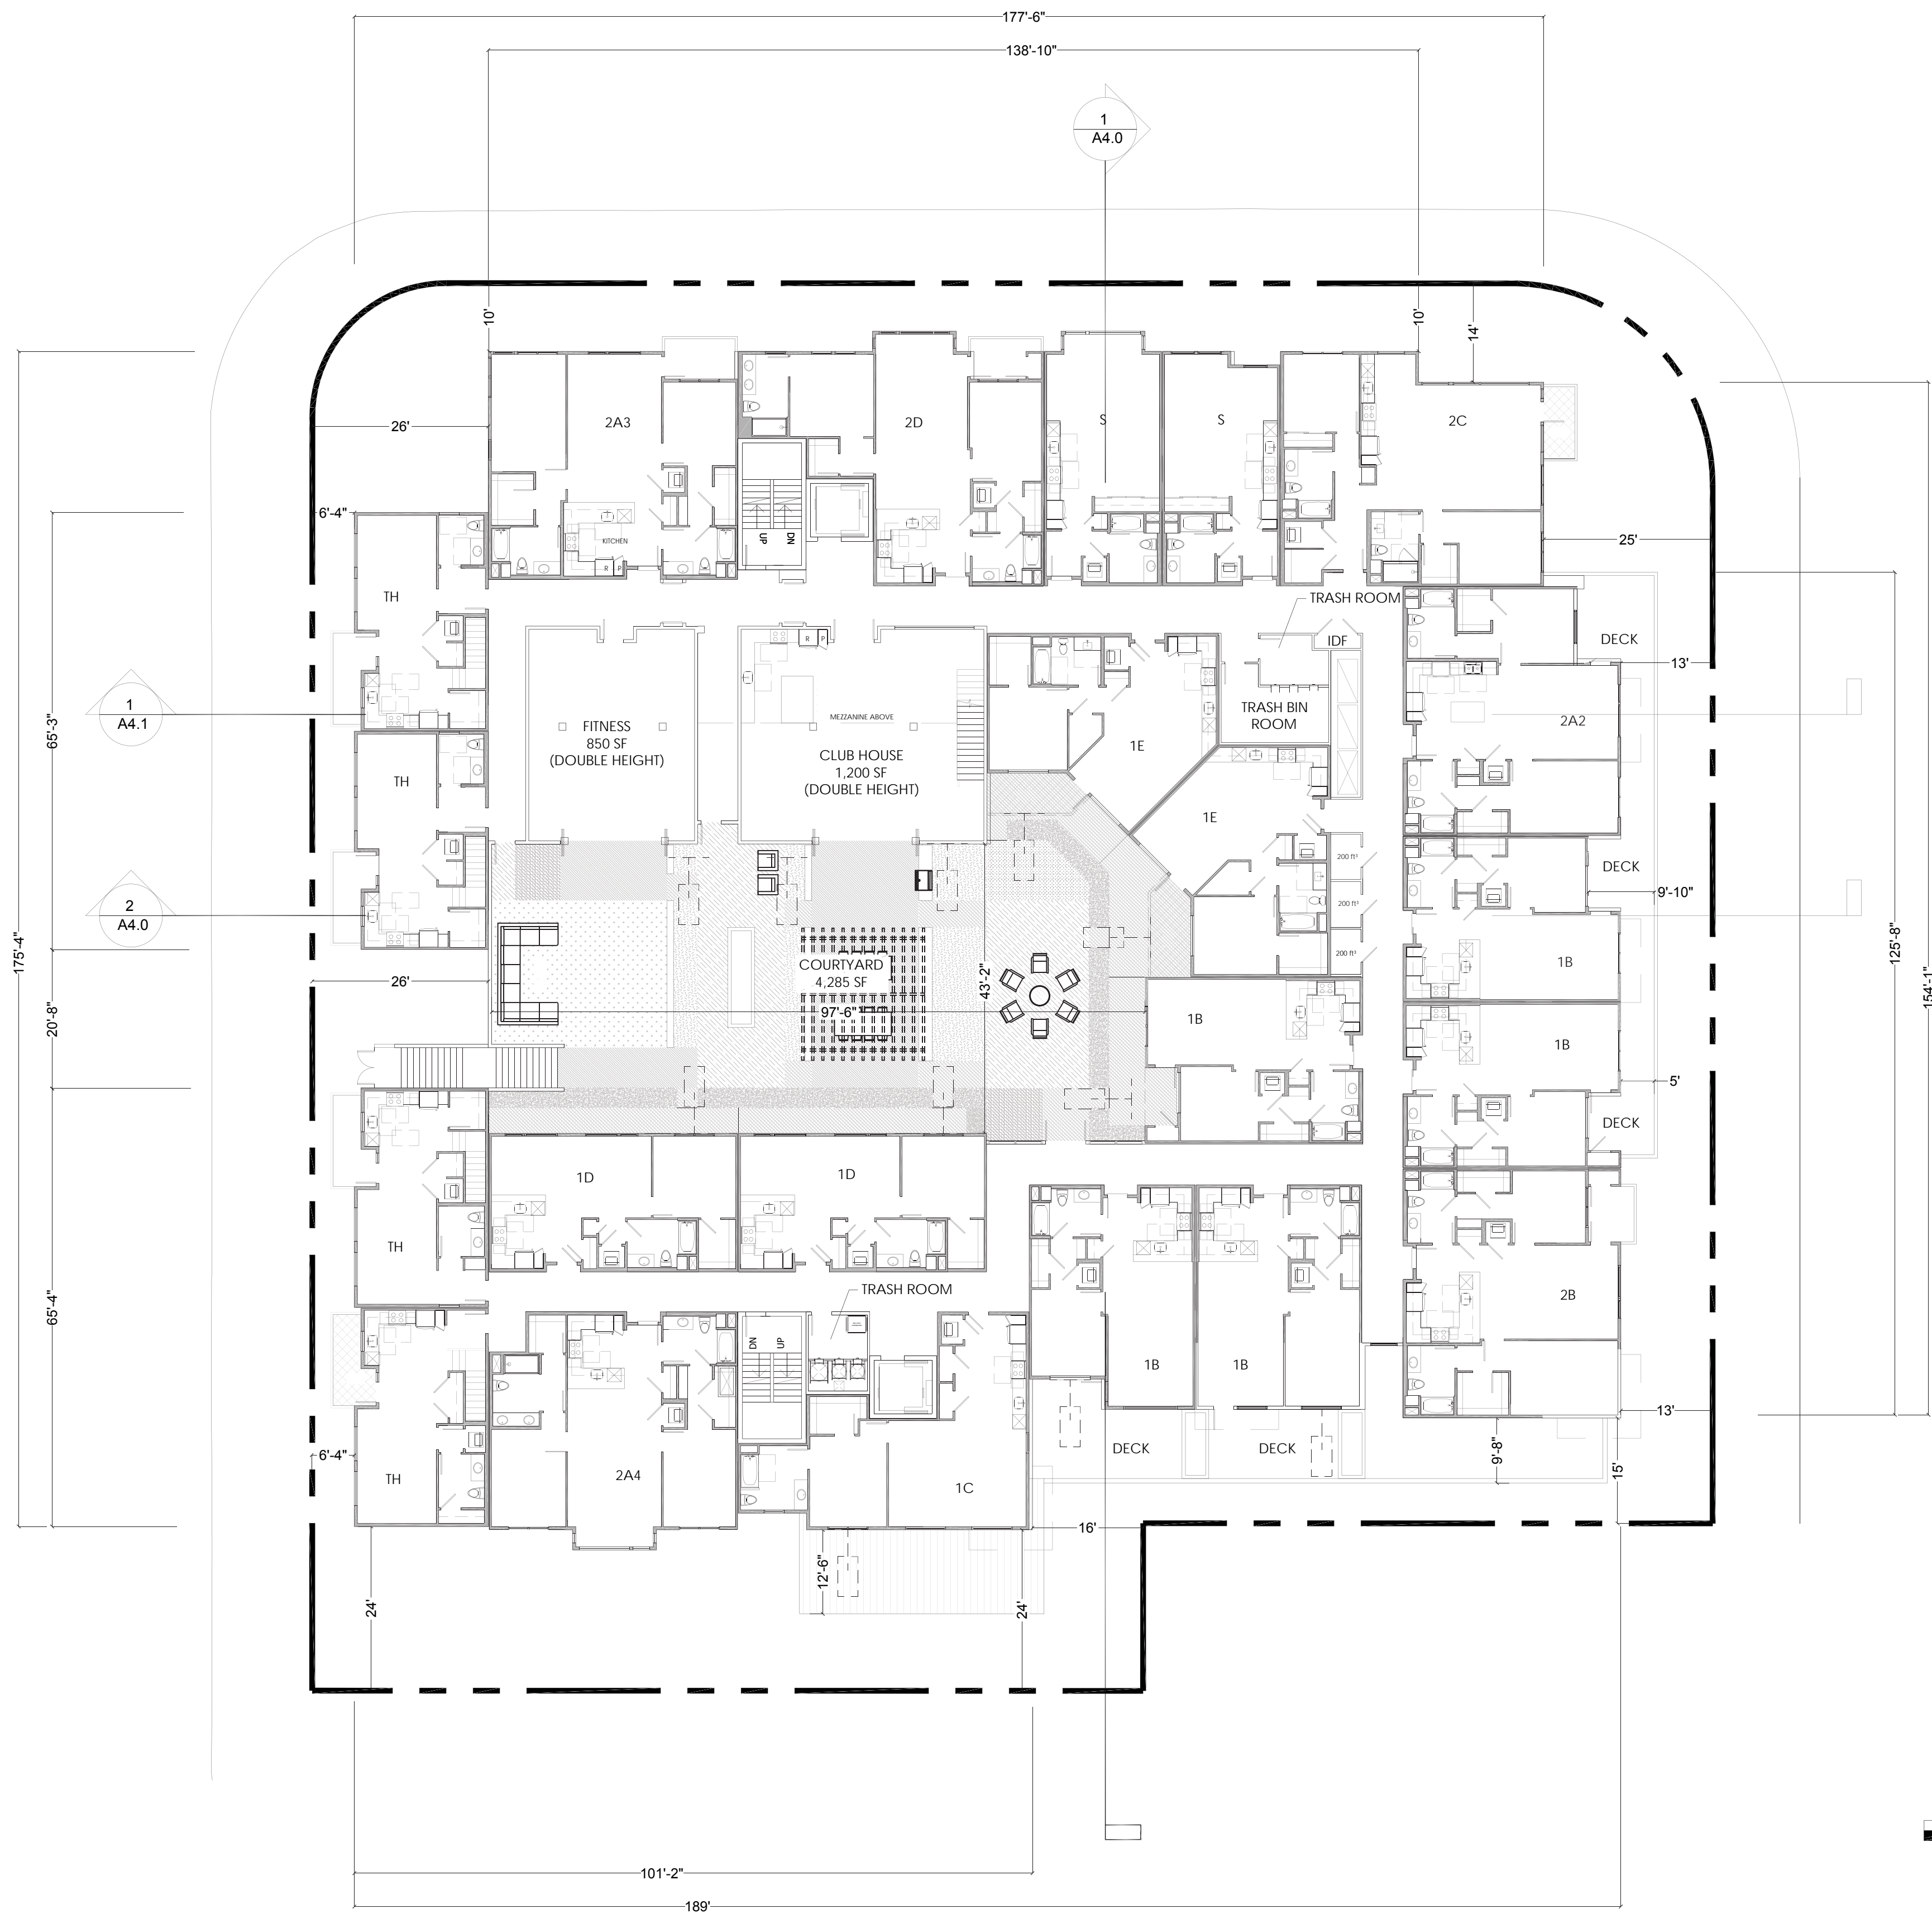 177'-6"
138'-10"
1
A4.0
10'
10'
14'
26'
2A3
2D
S
S
2C
6'-4"
KITCHEN
R P
UP
DN
25'
TH
TRASH ROOM
IDF
DECK
13'
R P
1
A4.1
65'-3"
FITNESS
850 SF
(DOUBLE HEIGHT)
MEZZANINE ABOVE
CLUB HOUSE
1,200 SF
(DOUBLE HEIGHT)
1E
TRASH BIN
ROOM
2A2
TH
1E
200 ft³
DECK
9'-10"
2
A4.0
200 ft³
175'-4"
200 ft³
125'-8"
154'-1"
26'
COURTYARD
4,285 SF
43'-2"
1B
20'-8"
97'-6"
1B
1B
5'
DECK
1D
1D
TH
TRASH ROOM
2B
65'-4"
DN
UP
1B
1B
13'
6'-4"
TH
2A4
1C
DECK
DECK
9'-8"
15'
16'
12'-6"
24'
24'
101'-2"
189'